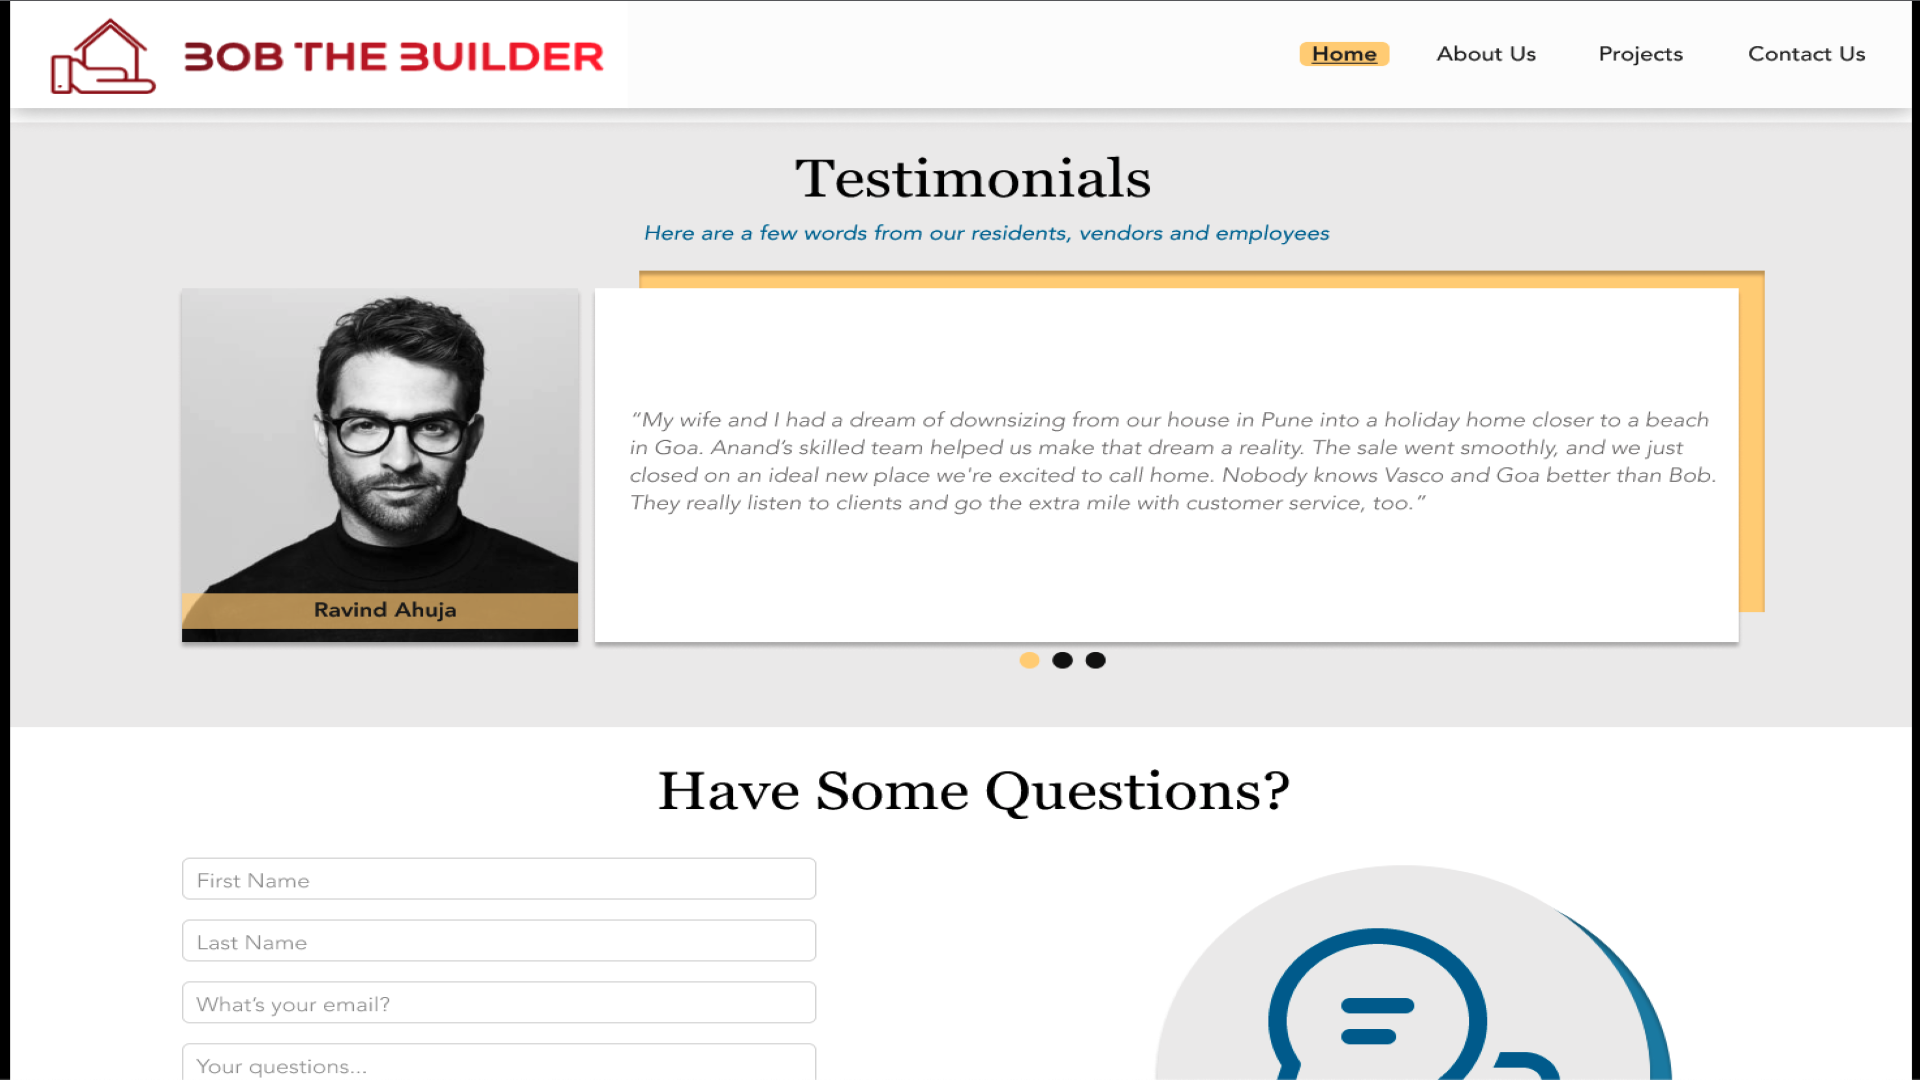 BOB THE BUILDER
Home
About Us
Projects
Contact Us
Testimonials
Here are a few words from our residents, vendors and employees
Ravind Ahuja
“My wife and I had a dream of downsizing from our house in Pune into a holiday home closer to a beach
in Goa. Anand’s skilled team helped us make that dream a reality. The sale went smoothly, and we just
closed on an ideal new place we're excited to call home. Nobody knows Vasco and Goa better than Bob.
They really listen to clients and go the extra mile with customer service, too.”
Have Some Questions?
First Name
Last Name
What’s your email?
Your questions...